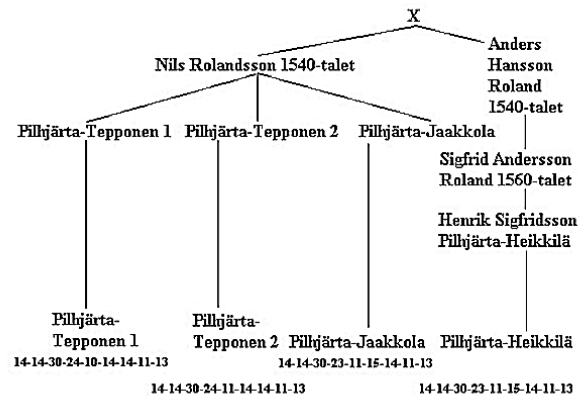 X
Nils Rolandsson 1540-talet
Anders
Hansson
Roland
1540-talet
Pilhjärta-Tepponen 1
Pilhjärta-Tepponen 2
Pilhjärta-Jaakkola
Sigfrid Andersson
Roland 1560-talet
Henrik Sigfridsson
Pilhjärta-Heikkilä
Pilhjärta-
Tepponen 1
14-14-30-24-10-14-14-11-13
Pilhjärta-
Tepponen 2
14-14-30-24-11-14-14-11-13
Pilhjärta-Jaakkola
14-14-30-23-11-15-14-11-13
Pilhjärta-Heikkilä
14-14-30-23-11-15-14-11-13